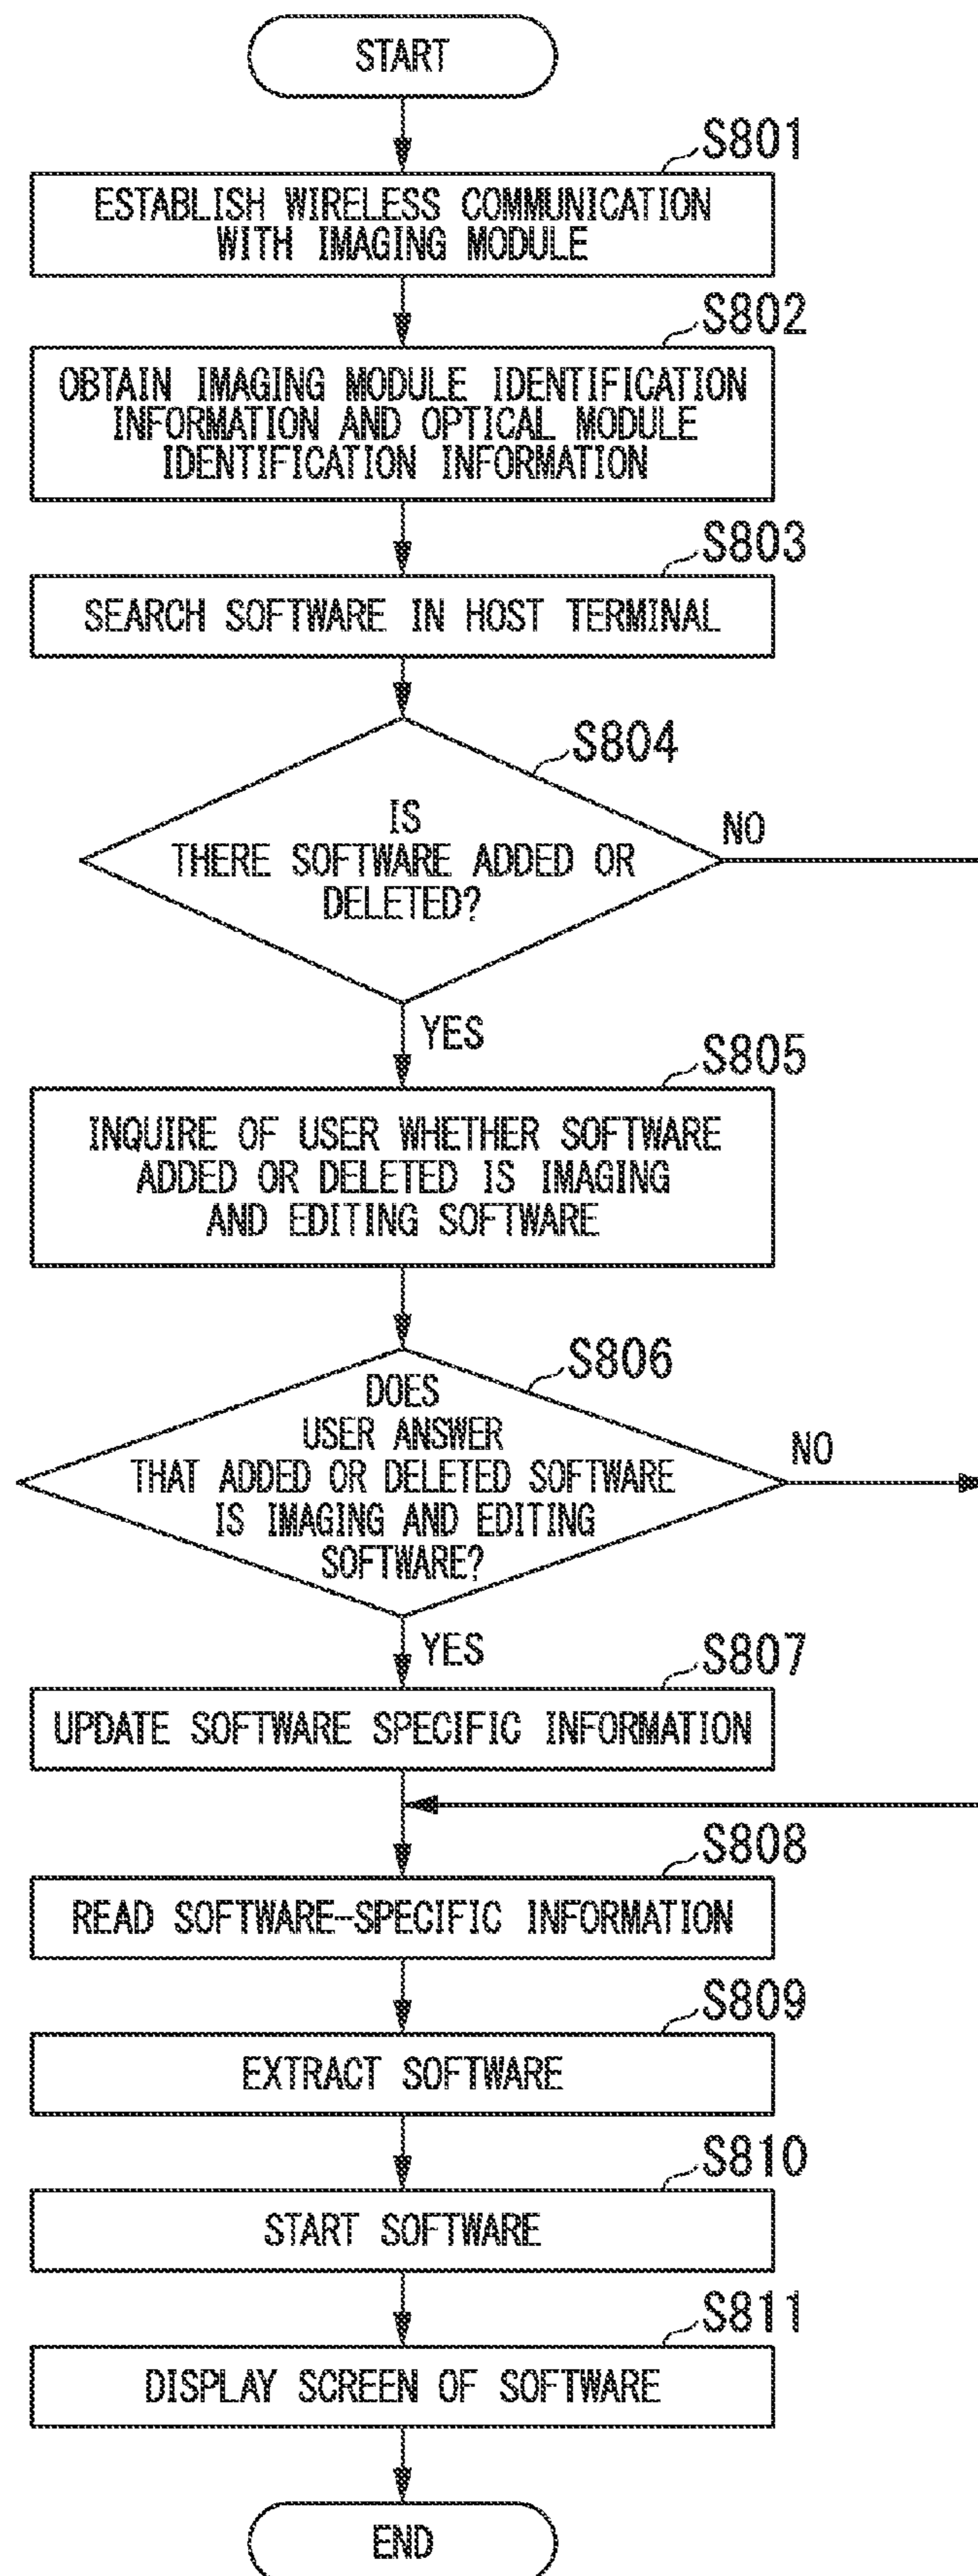 START
S801
ESTABLISH WIRELESS COMMUNICATION
WITH IMAGING MODULE
S802
OBTAIN IMAGING MODULE IDENTIFICATION
INFORMATION AND OPTICAL MODULE
IDENTIFICATION INFORMATION
S803
SEARCH SOFTWARE IN HOST TERMINAL
S804
IS
THERE SOFTWARE ADDED OR
DELETED?
NO
YES
S805
INQUIRE OF USER WHETHER SOFTWARE
ADDED OR DELETED IS IMAGING
AND EDITING SOFTWARE
S806
DOES
USER ANSWER
THAT ADDED OR DELETED SOFTWARE
IS IMAGING AND EDITING
SOFTWARE?
NO
YES
S807
UPDATE SOFTWARE SPECIFIC INFORMATION
S808
READ SOFTWARE-SPECIFIC INFORMATION
S809
EXTRACT SOFTWARE
S810
START SOFTWARE
S811
DISPLAY SCREEN OF SOFTWARE
END